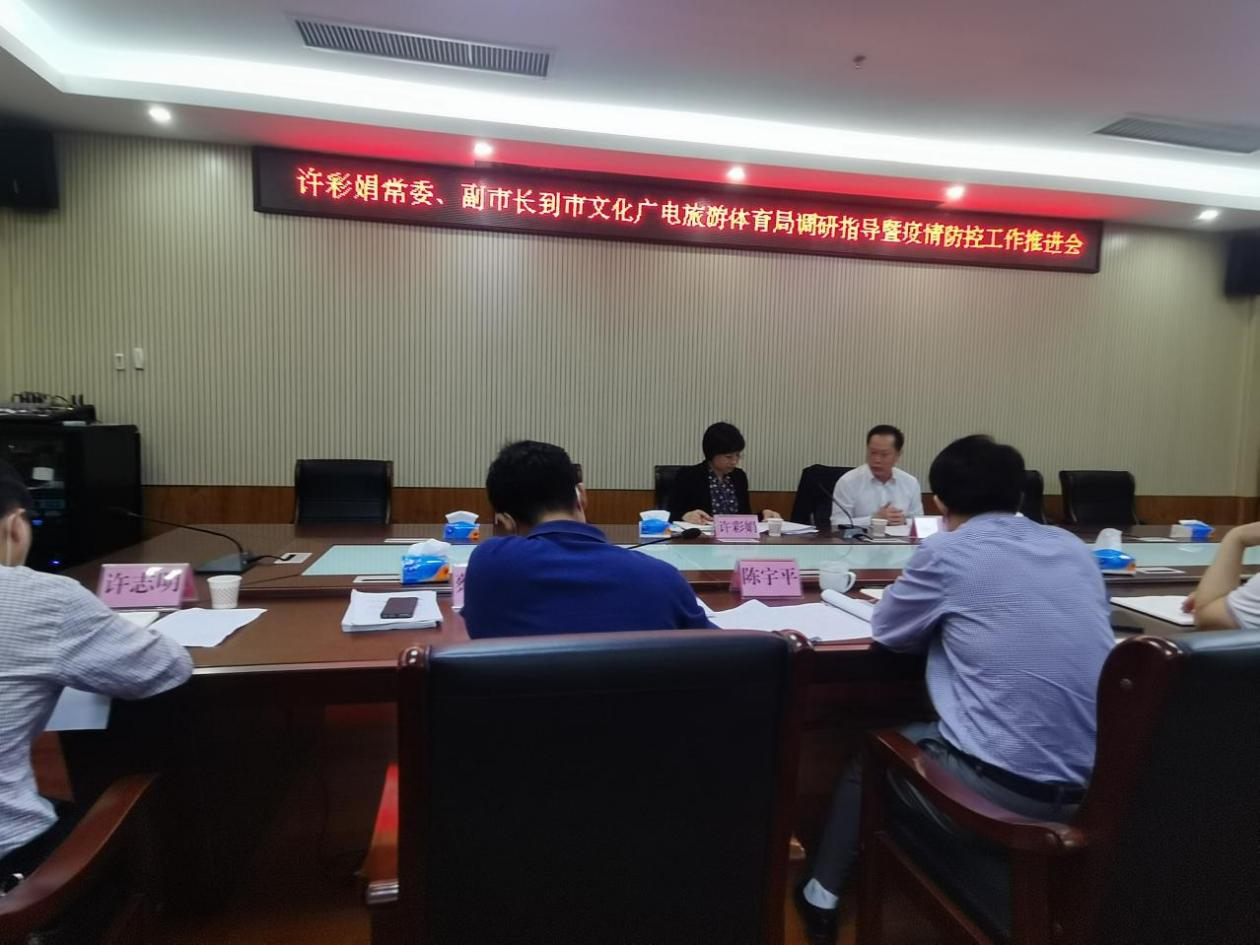 许彩娟常委、副市长到市文化广电旅游体育局调研指导暨疫情防控工作推进会
许彩娟
陈宇平
许志明